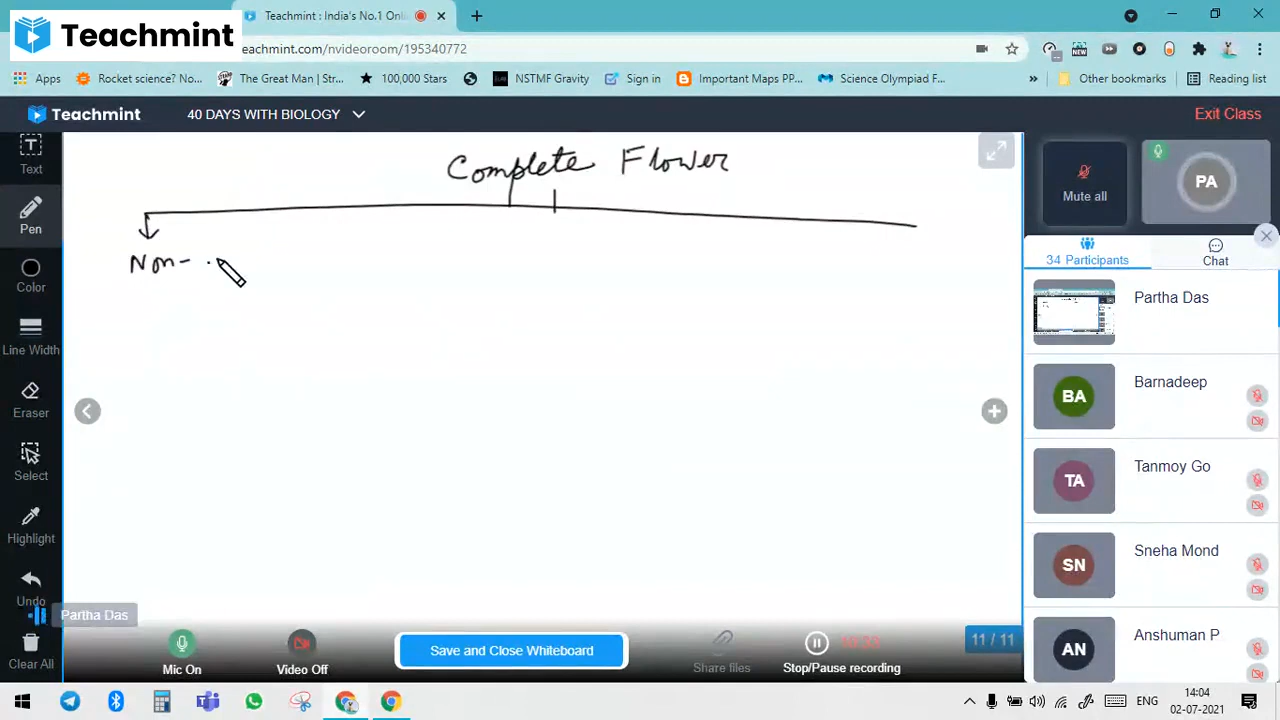 Teachmint : India's No.1 Onli
Teachmint
eachmint.com/nvideoroom/195340772
Apps
Rocket science? No...
The Great Man | Str...
100,000 Stars
NSTMF Gravity
Sign in
Important Maps PP...
Science Olympiad F...
»
Other bookmarks
Reading list
Teachmint
40 DAYS WITH BIOLOGY
Exit Class
Text
Pen
Color
Line Width
Eraser
Select
Highlight
Undo
Clear All
Complete Flower
Non-
Mute all
PA
34 Participants
Chat
Partha Das
BA
Barnadeep
TA
Tanmoy Go
SN
Sneha Mond
AN
Anshuman P
Partha Das
Mic On
Video Off
Save and Close Whiteboard
Share files
Stop/Pause recording
11 / 11
ENG
14:04
02-07-2021